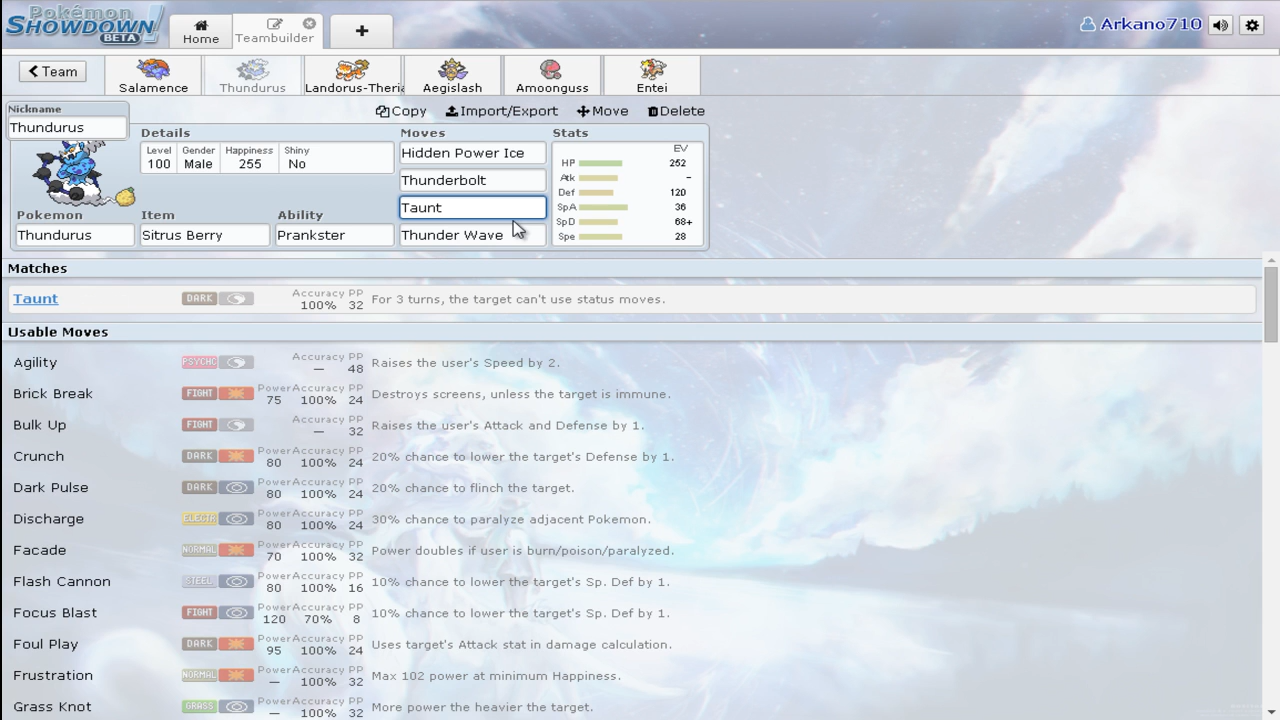 Pokémon
SHOWDOWN!
BETA
Home
Teambuilder
+
Arkano710
Team
Salamence
Thundurus
Landorus-Theria
Aegislash
Amoonguss
Entei
Nickname
Thundurus
Copy Import/Export Move Delete
Details
Level Gender Happiness Shiny
100 Male 255 No
Pokemon Item Ability
Thundurus Sitrus Berry Prankster
Moves
Hidden Power Ice
Thunderbolt
Taunt
Thunder Wave
Stats
EV
HP 252
Atk -
Def 120
SpA 36
SpD 68+
Spe 28
Matches
Taunt DARK Accuracy 100% PP 32 For 3 turns, the target can't use status moves.
Usable Moves
Agility PSYCHC Accuracy — PP 48 Raises the user's Speed by 2.
Brick Break FIGHT Power 75 Accuracy 100% PP 24 Destroys screens, unless the target is immune.
Bulk Up FIGHT Accuracy — PP 32 Raises the user's Attack and Defense by 1.
Crunch DARK Power 80 Accuracy 100% PP 24 20% chance to lower the target's Defense by 1.
Dark Pulse DARK Power 80 Accuracy 100% PP 24 20% chance to flinch the target.
Discharge ELECTR Power 80 Accuracy 100% PP 24 30% chance to paralyze adjacent Pokemon.
Facade NORMAL Power 70 Accuracy 100% PP 32 Power doubles if user is burn/poison/paralyzed.
Flash Cannon STEEL Power 80 Accuracy 100% PP 16 10% chance to lower the target's Sp. Def by 1.
Focus Blast FIGHT Power 120 Accuracy 70% PP 8 10% chance to lower the target's Sp. Def by 1.
Foul Play DARK Power 95 Accuracy 100% PP 24 Uses target's Attack stat in damage calculation.
Frustration NORMAL Power — Accuracy 100% PP 32 Max 102 power at minimum Happiness.
Grass Knot GRASS Power — Accuracy 100% PP 32 More power the heavier the target.